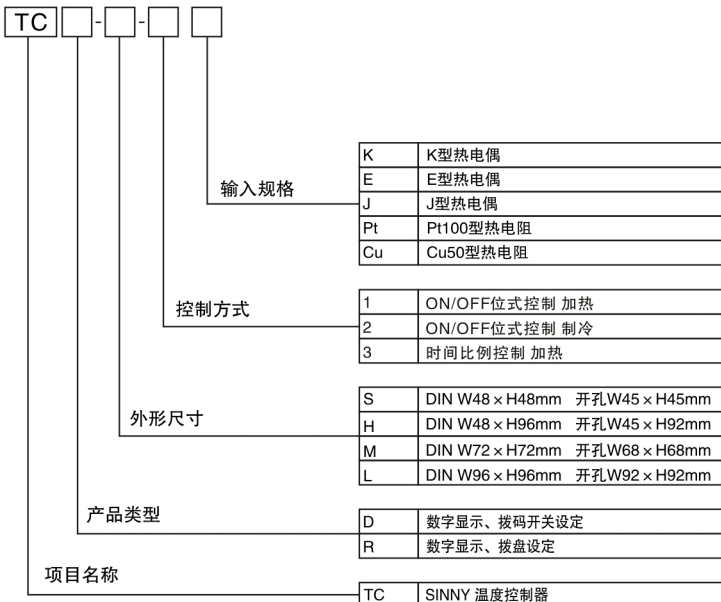 TC - -
输入规格
K K型热电偶
E E型热电偶
J J型热电偶
Pt Pt100型热电阻
Cu Cu50型热电阻
控制方式
1 ON/OFF位式控制 加热
2 ON/OFF位式控制 制冷
3 时间比例控制 加热
外形尺寸
S DIN W48×H48mm 开孔W45×H45mm
H DIN W48×H96mm 开孔W45×H92mm
M DIN W72×H72mm 开孔W68×H68mm
L DIN W96×H96mm 开孔W92×H92mm
产品类型
D 数字显示、拨码开关设定
R 数字显示、拨盘设定
项目名称
TC SINNY 温度控制器